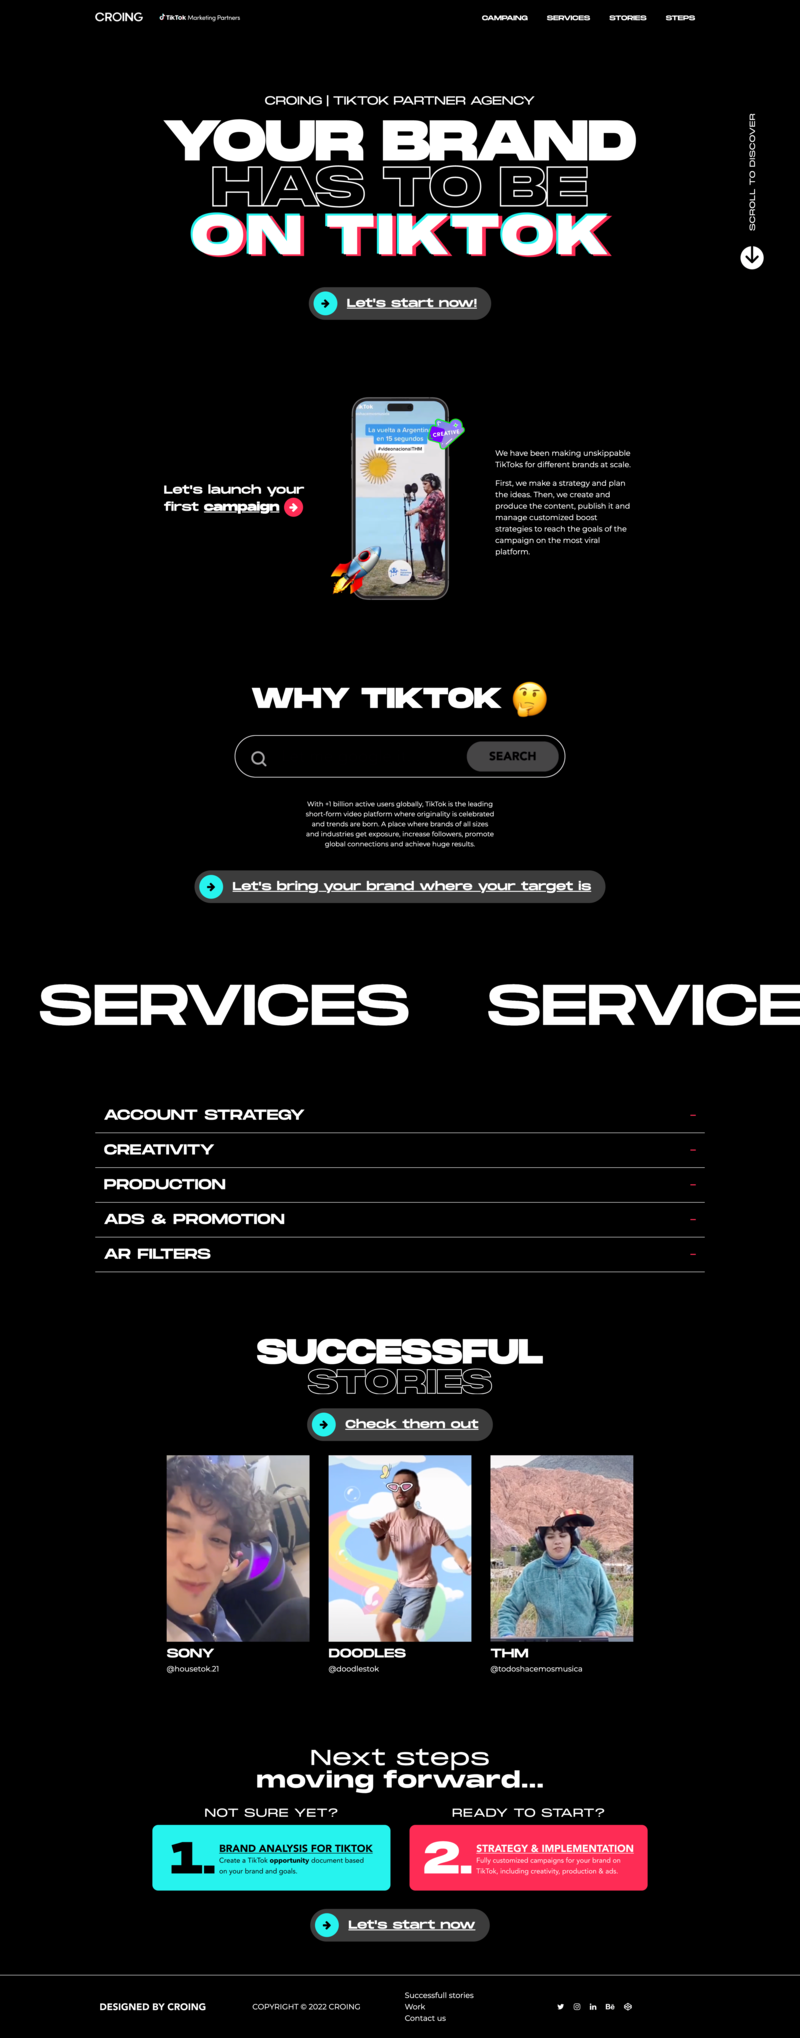 CROING
TikTok Marketing Partners
CAMPAING
SERVICES
STORIES
STEPS
CROING | TIKTOK PARTNER AGENCY
YOUR BRAND
HAS TO BE
ON TIKTOK
SCROLL TO DISCOVER
Let's start now!
La vuelta a Argentina
en 15 segundos
#videonacionalTHM
CREATIVE
Let's launch your
first campaign
We have been making unskippable
TikToks for different brands at scale.
First, we make a strategy and plan
the ideas. Then, we create and
produce the content, publish it and
manage customized boost
strategies to reach the goals of the
campaign on the most viral
platform.
WHY TIKTOK
SEARCH
With +1 billion active users globally, TikTok is the leading
short-form video platform where originality is celebrated
and trends are born. A place where brands of all sizes
and industries get exposure, increase followers, promote
global connections and achieve huge results.
Let's bring your brand where your target is
SERVICES
SERVICE
ACCOUNT STRATEGY
CREATIVITY
PRODUCTION
ADS & PROMOTION
AR FILTERS
SUCCESSFUL
STORIES
Check them out
SONY
@housetok.21
DOODLES
@doodlestok
THM
@todoshacemosmusica
Next steps
moving forward...
NOT SURE YET?
1.
BRAND ANALYSIS FOR TIKTOK
Create a TikTok opportunity document based
on your brand and goals.
READY TO START?
2.
STRATEGY & IMPLEMENTATION
Fully customized campaigns for your brand on
TikTok, including creativity, production & ads.
Let's start now
DESIGNED BY CROING
COPYRIGHT © 2022 CROING
Successfull stories
Work
Contact us